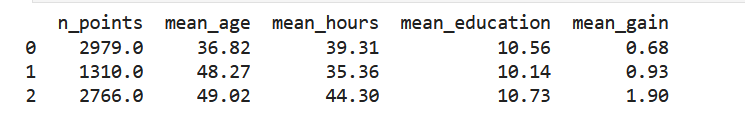 n_points mean_age mean_hours mean_education mean_gain
0 2979.0 36.82 39.31 10.56 0.68
1 1310.0 48.27 35.36 10.14 0.93
2 2766.0 49.02 44.30 10.73 1.90